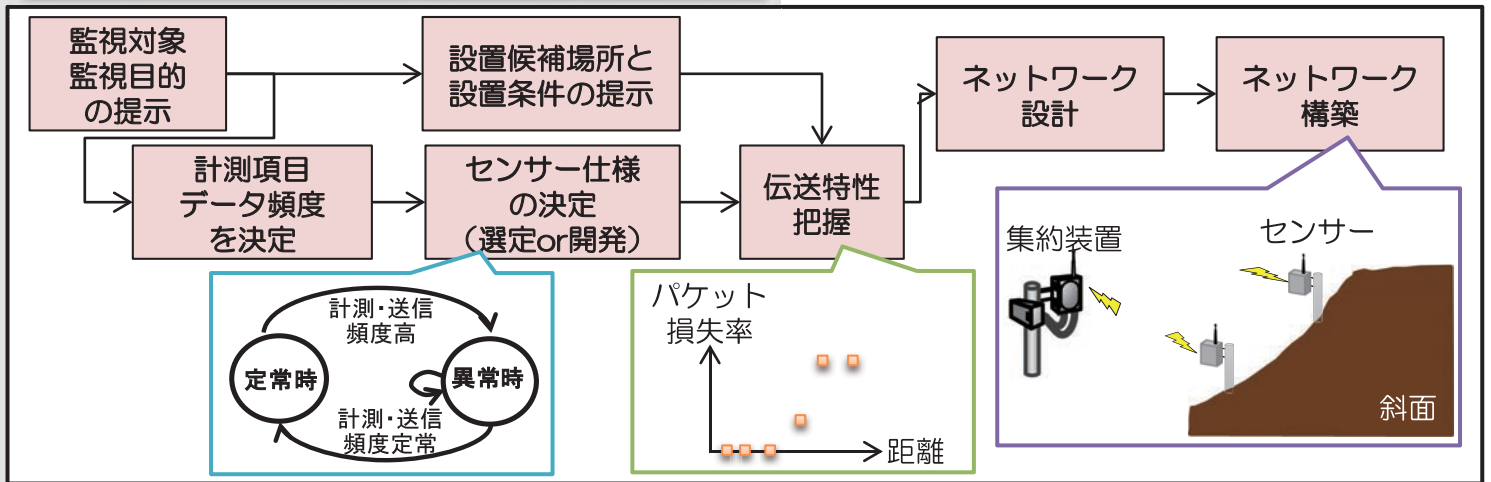 監視対象
監視目的
の提示
設置候補場所と
設置条件の提示
ネットワーク
設計
ネットワーク
構築
計測項目
データ頻度
を決定
センサー仕様
の決定
（選定or開発）
伝送特性
把握
計測・送信
頻度高
定常時
異常時
計測・送信
頻度定常
パケット
損失率
距離
集約装置
センサー
斜面